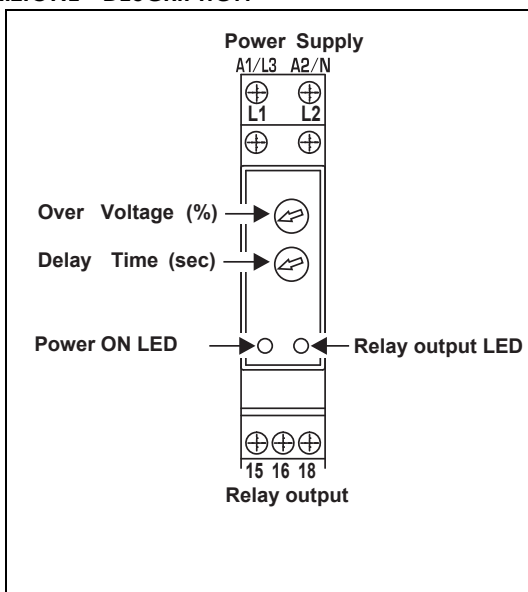 Power Supply
A1/L3 A2/N
L1 L2
Over Voltage (%)
Delay Time (sec)
Power ON LED
Relay output LED
15 16 18
Relay output